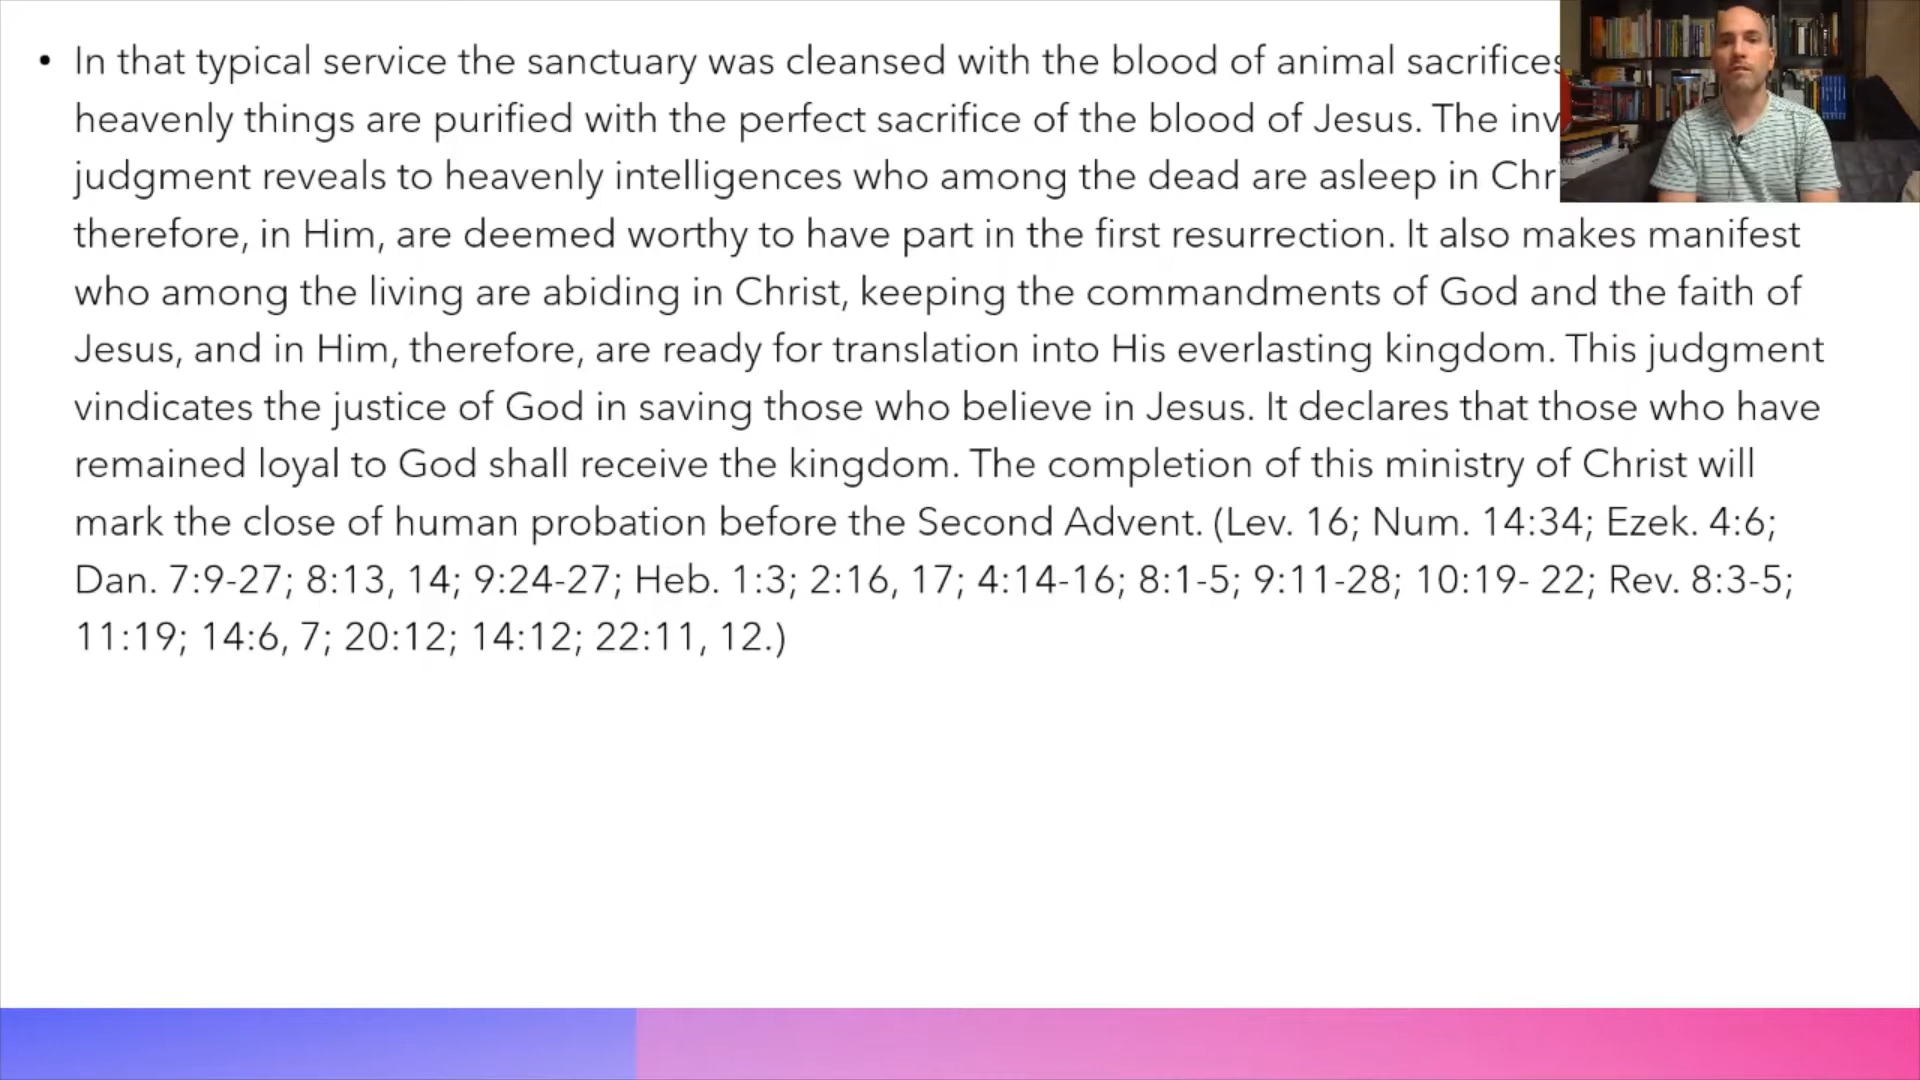 • In that typical service the sanctuary was cleansed with the blood of animal sacrifices
heavenly things are purified with the perfect sacrifice of the blood of Jesus. The inv
judgment reveals to heavenly intelligences who among the dead are asleep in Chr
therefore, in Him, are deemed worthy to have part in the first resurrection. It also makes manifest
who among the living are abiding in Christ, keeping the commandments of God and the faith of
Jesus, and in Him, therefore, are ready for translation into His everlasting kingdom. This judgment
vindicates the justice of God in saving those who believe in Jesus. It declares that those who have
remained loyal to God shall receive the kingdom. The completion of this ministry of Christ will
mark the close of human probation before the Second Advent. (Lev. 16; Num. 14:34; Ezek. 4:6;
Dan. 7:9-27; 8:13, 14; 9:24-27; Heb. 1:3; 2:16, 17; 4:14-16; 8:1-5; 9:11-28; 10:19- 22; Rev. 8:3-5;
11:19; 14:6, 7; 20:12; 14:12; 22:11, 12.)